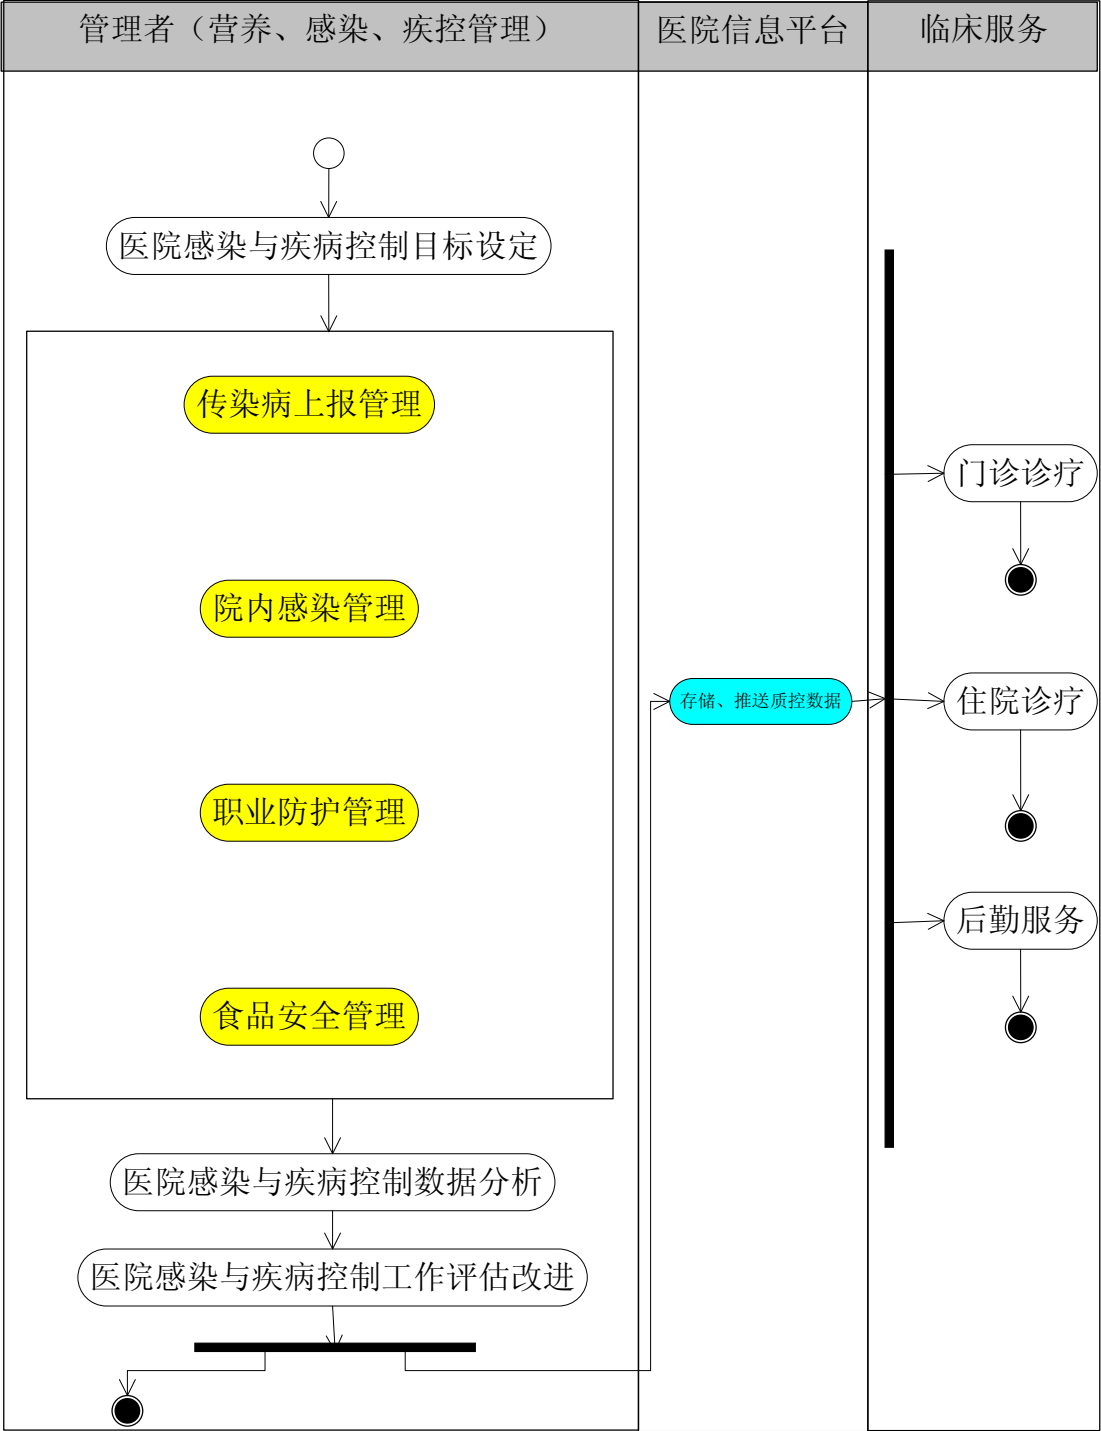 管理者（营养、感染、疾控管理）
医院信息平台
临床服务
医院感染与疾病控制目标设定
传染病上报管理
院内感染管理
职业防护管理
食品安全管理
医院感染与疾病控制数据分析
医院感染与疾病控制工作评估改进
存储、推送质控数据
门诊诊疗
住院诊疗
后勤服务